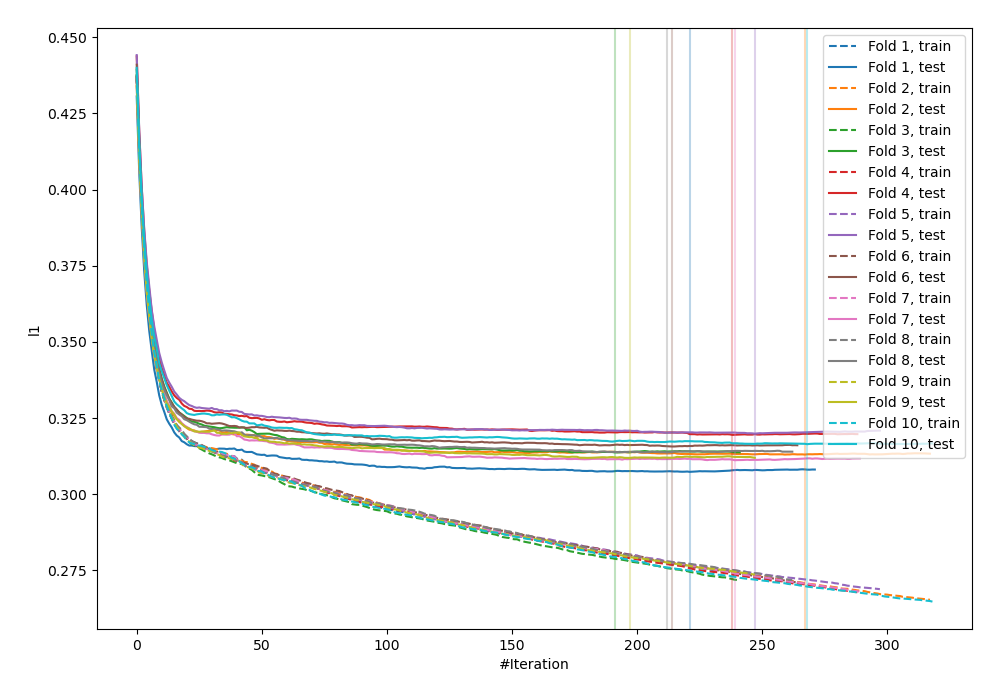 0.450
0.425
0.400
0.375
0.350
0.325
0.300
0.275
l1
0
50
100
150
200
250
300
#Iteration
Fold 1, train
Fold 1, test
Fold 2, train
Fold 2, test
Fold 3, train
Fold 3, test
Fold 4, train
Fold 4, test
Fold 5, train
Fold 5, test
Fold 6, train
Fold 6, test
Fold 7, train
Fold 7, test
Fold 8, train
Fold 8, test
Fold 9, train
Fold 9, test
Fold 10, train
Fold 10, test